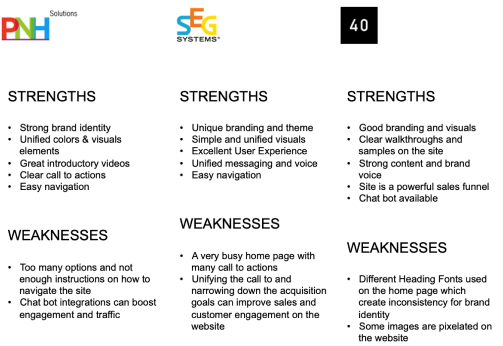 PNH Solutions
SEG
SYSTEMS
40
STRENGTHS
• Strong brand identity
• Unified colors & visuals
elements
• Great introductory videos
• Clear call to actions
• Easy navigation
WEAKNESSES
• Too many options and not
enough instructions on how to
navigate the site
• Chat bot integrations can boost
engagement and traffic
STRENGTHS
• Unique branding and theme
• Simple and unified visuals
• Excellent User Experience
• Unified messaging and voice
• Easy navigation
WEAKNESSES
• A very busy home page with
many call to actions
• Unifying the call to and
narrowing down the acquisition
goals can improve sales and
customer engagement on the
website
STRENGTHS
• Good branding and visuals
• Clear walkthroughs and
samples on the site
• Strong content and brand
voice
• Site is a powerful sales funnel
• Chat bot available
WEAKNESSES
• Different Heading Fonts used
on the home page which
create inconsistency for brand
identity
• Some images are pixelated on
the website